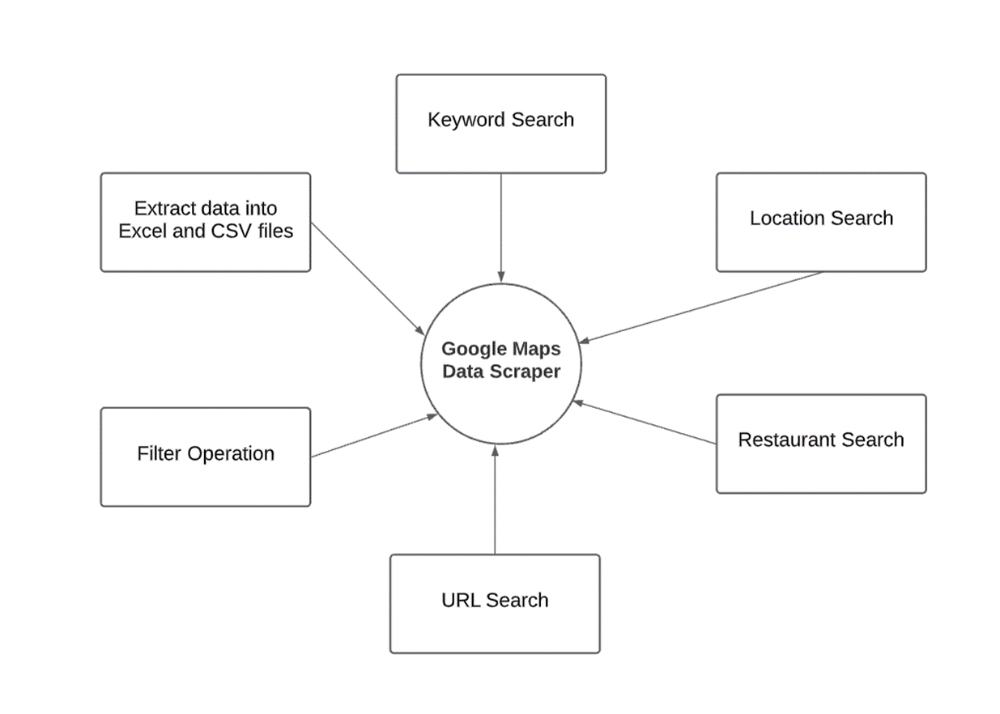 Keyword Search
Extract data into
Excel and CSV files
Location Search
Google Maps
Data Scraper
Filter Operation
Restaurant Search
URL Search